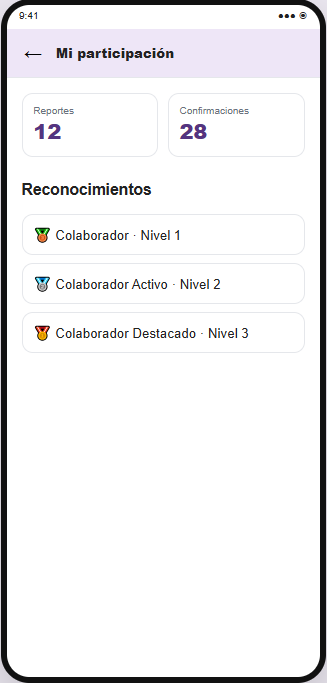 9:41
← Mi participación
Reportes
12
Confirmaciones
28
Reconocimientos
Colaborador · Nivel 1
Colaborador Activo · Nivel 2
Colaborador Destacado · Nivel 3